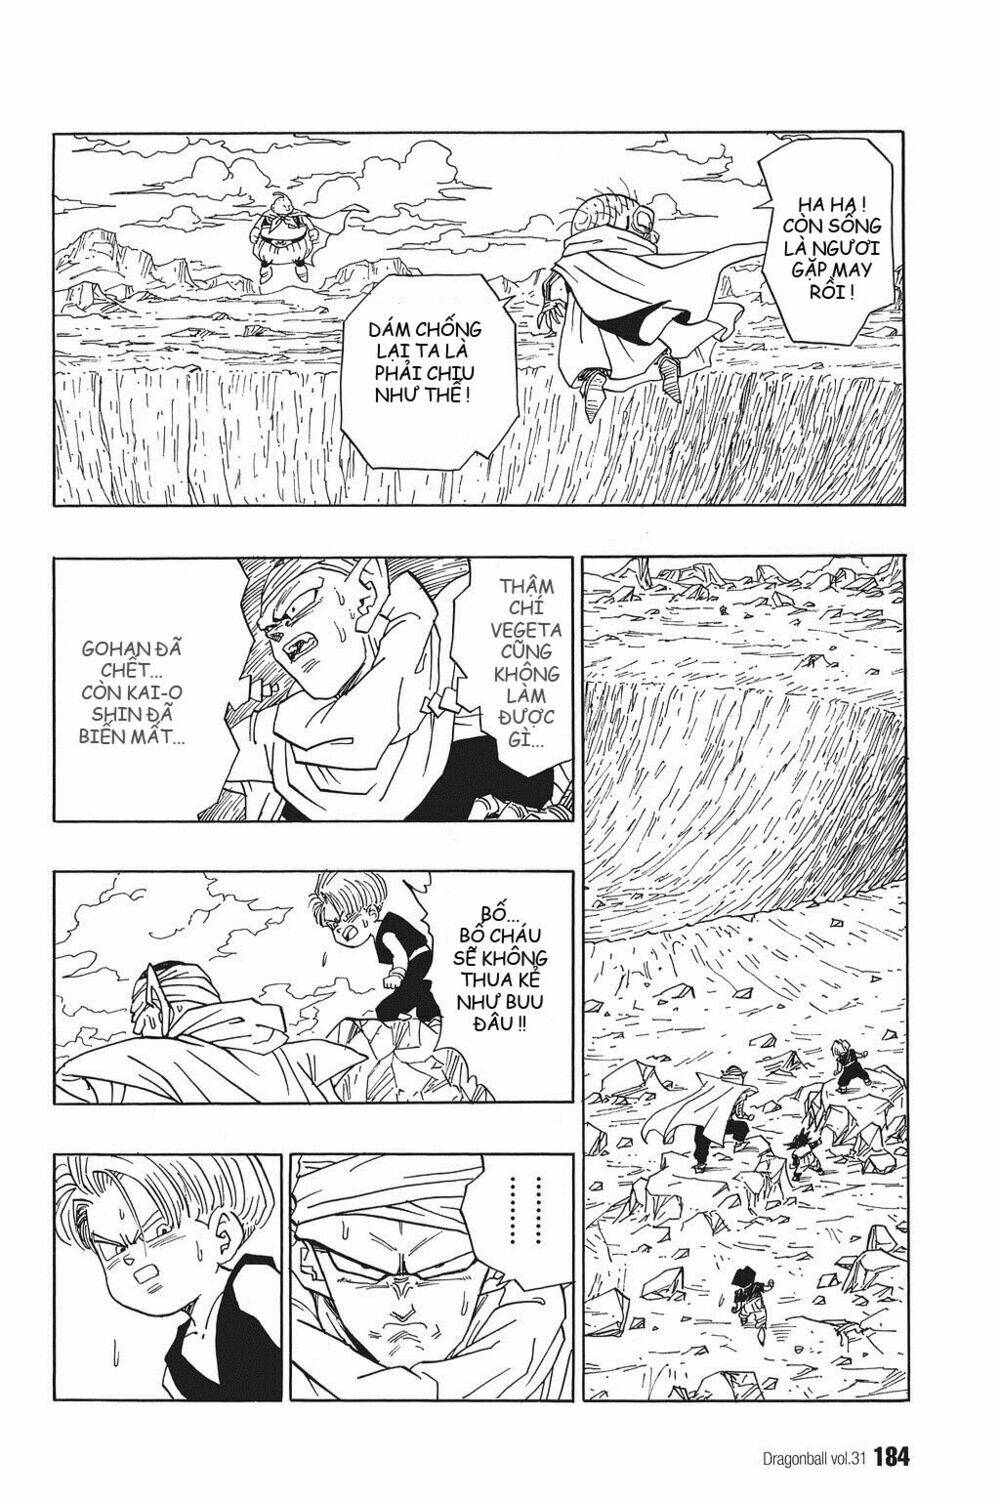 HA HA !
CÒN SỐNG
LÀ NGƯƠI
GẶP MAY
RỒI !
DÁM CHỐNG
LẠI TA LÀ
PHẢI CHỊU
NHƯ THẾ !
THẬM
CHÍ
VEGETA
CŨNG
KHÔNG
LÀM
ĐƯỢC
GÌ...
GOHAN ĐÃ
CHẾT...
CÒN KAI-O
SHIN ĐÃ
BIẾN MẤT...
BỐ...
BỐ CHÁU
SẼ KHÔNG
THUA KẺ
NHƯ BUU
ĐÂU !!
.........
Dragonball vol.31 184